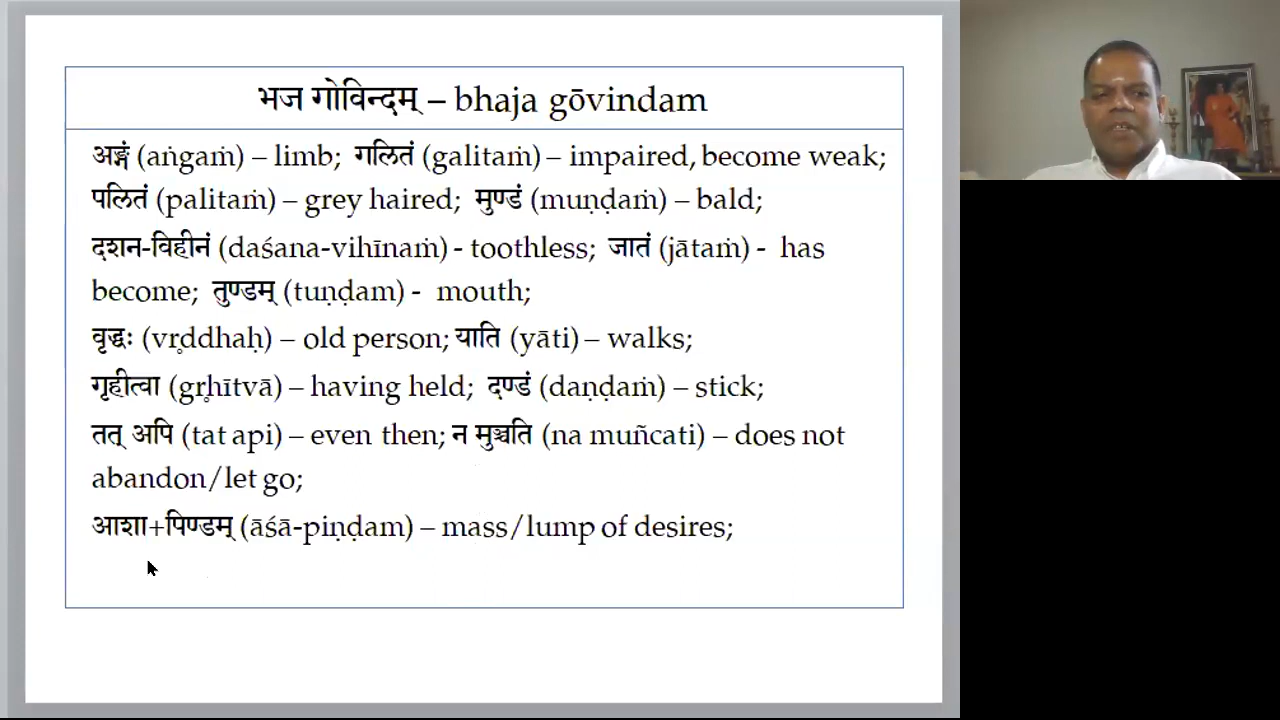 भज गोविन्दम् – bhaja gōvindam
अङ्गं (aṅgaṁ) – limb; गलितं (galitaṁ) – impaired, become weak;
पलितं (palitaṁ) – grey haired; मुण्डं (muṇḍaṁ) – bald;
दशन-विहीनं (daśana-vihīnaṁ) - toothless; जातं (jātaṁ) - has
become; तुण्डम् (tuṇḍam) - mouth;
वृद्धः (vr̥ddhaḥ) – old person; याति (yāti) – walks;
गृहीत्वा (gr̥hītvā) – having held; दण्डं (daṇḍaṁ) – stick;
तत् अपि (tat api) – even then; न मुञ्चति (na muñcati) – does not
abandon/let go;
आशा+पिण्डम् (āśā-piṇḍam) – mass/lump of desires;